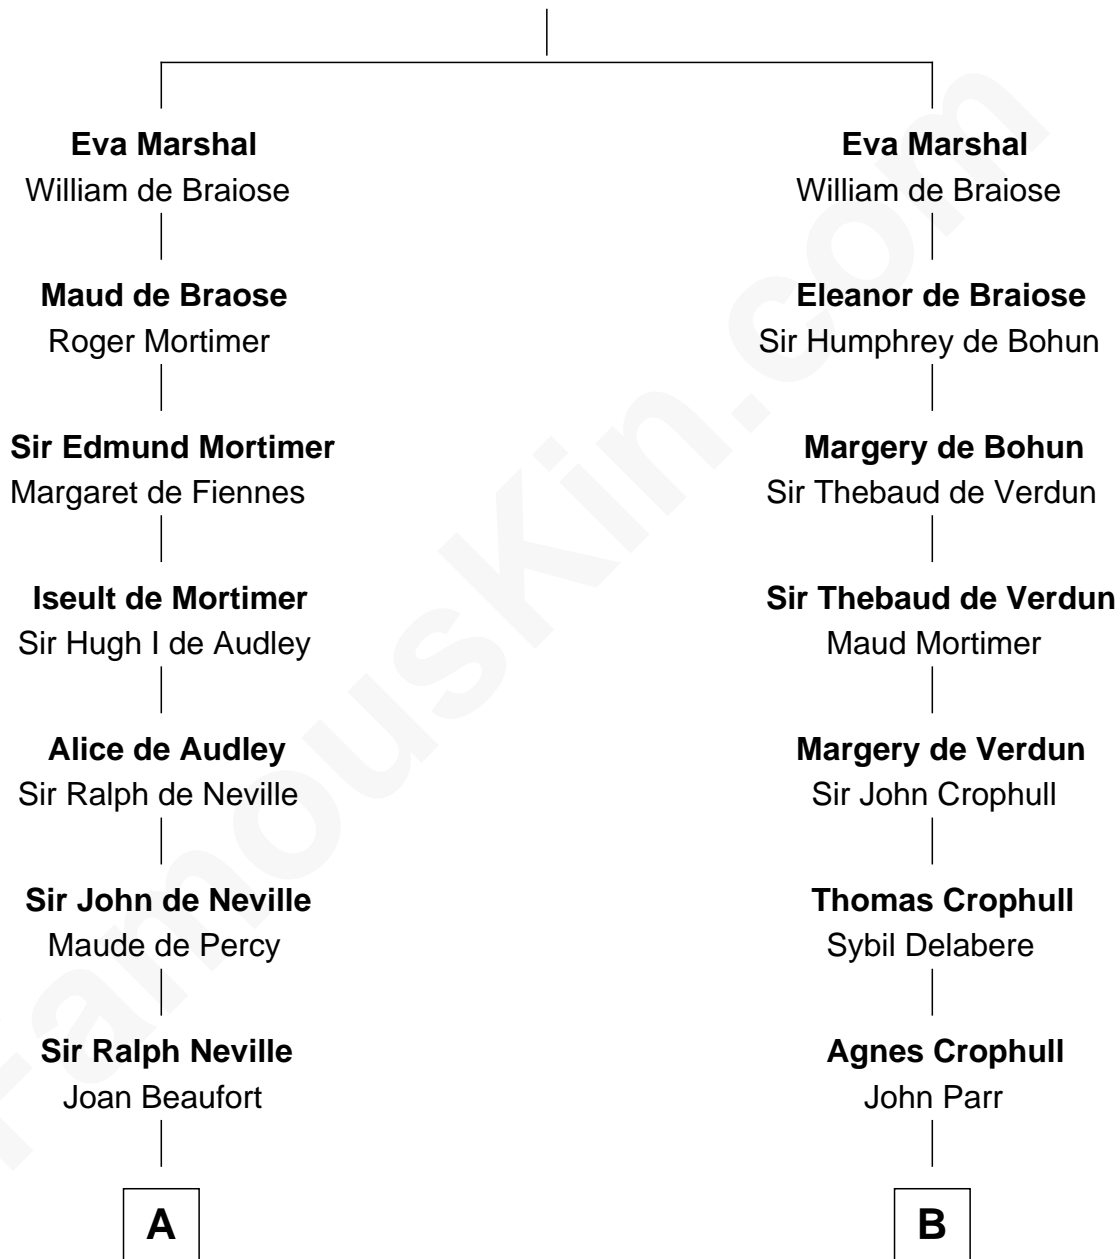 Eva Marshal
William de Braiose
Maud de Braose
Roger Mortimer
Sir Edmund Mortimer
Margaret de Fiennes
Iseult de Mortimer
Sir Hugh I de Audley
Alice de Audley
Sir Ralph de Neville
Sir John de Neville
Maude de Percy
Sir Ralph Neville
Joan Beaufort
A
Eva Marshal
William de Braiose
Eleanor de Braiose
Sir Humphrey de Bohun
Margery de Bohun
Sir Thebaud de Verdun
Sir Thebaud de Verdun
Maud Mortimer
Margery de Verdun
Sir John Crophull
Thomas Crophull
Sybil Delabere
Agnes Crophull
John Parr
B
FamousKin.com